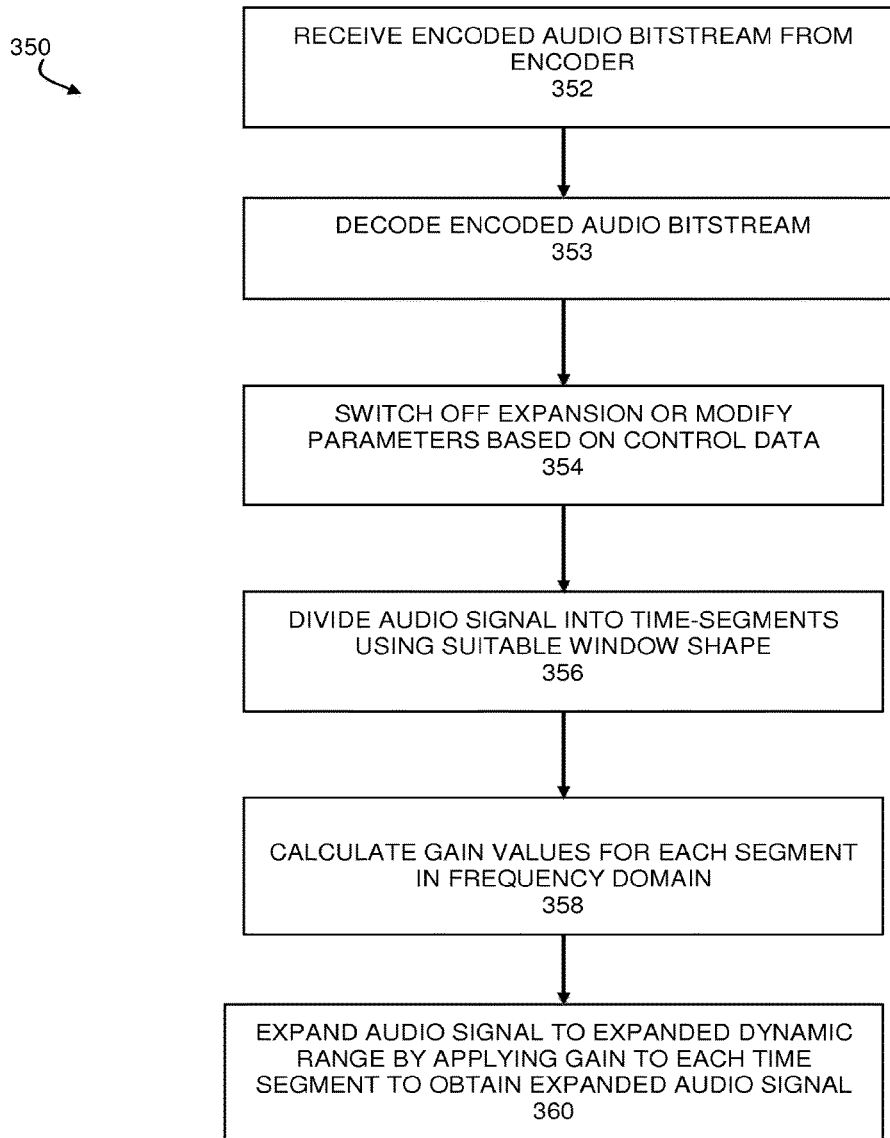 350
RECEIVE ENCODED AUDIO BITSTREAM FROM
ENCODER
352
DECODE ENCODED AUDIO BITSTREAM
353
SWITCH OFF EXPANSION OR MODIFY
PARAMETERS BASED ON CONTROL DATA
354
DIVIDE AUDIO SIGNAL INTO TIME-SEGMENTS
USING SUITABLE WINDOW SHAPE
356
CALCULATE GAIN VALUES FOR EACH SEGMENT
IN FREQUENCY DOMAIN
358
EXPAND AUDIO SIGNAL TO EXPANDED DYNAMIC
RANGE BY APPLYING GAIN TO EACH TIME
SEGMENT TO OBTAIN EXPANDED AUDIO SIGNAL
360